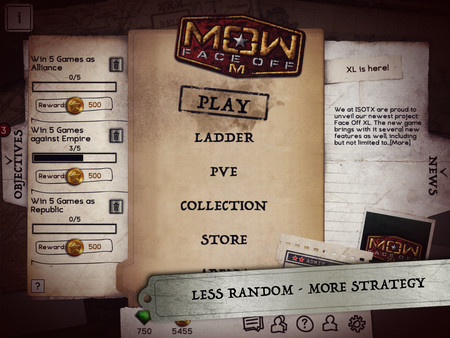 i
MOW
FACE OFF
M
Win 5 Games as
Alliance
0/5
Reward: 500
Win 5 Games
against Empire
3/5
Reward: 500
Win 5 Games as
Republic
0/5
Reward: 500
?
3
OBJECTIVES
PLAY
LADDER
PVE
COLLECTION
STORE
XL is here!
We at ISOTX are proud to
unveil our newest project:
Face Off XL. The new game
brings with it several new
features as well, including
but not limited to..[More]
NEWS
MOW
LESS RANDOM - MORE STRATEGY
750
5455
?